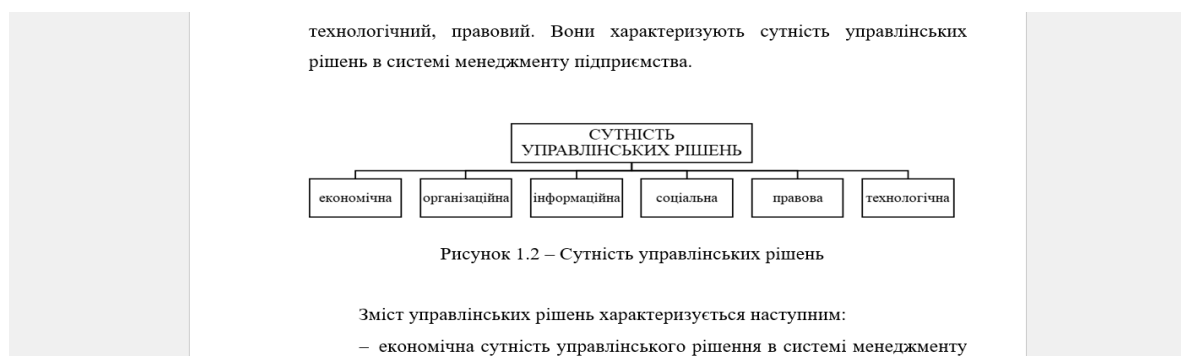 технологічний, правовий. Вони характеризують сутність управлінських
рішень в системі менеджменту підприємства.
СУТНІСТЬ
УПРАВЛІНСЬКИХ РІШЕНЬ
економічна організаційна інформаційна соціальна правова технологічна
Рисунок 1.2 – Сутність управлінських рішень
Зміст управлінських рішень характеризується наступним:
– економічна сутність управлінського рішення в системі менеджменту